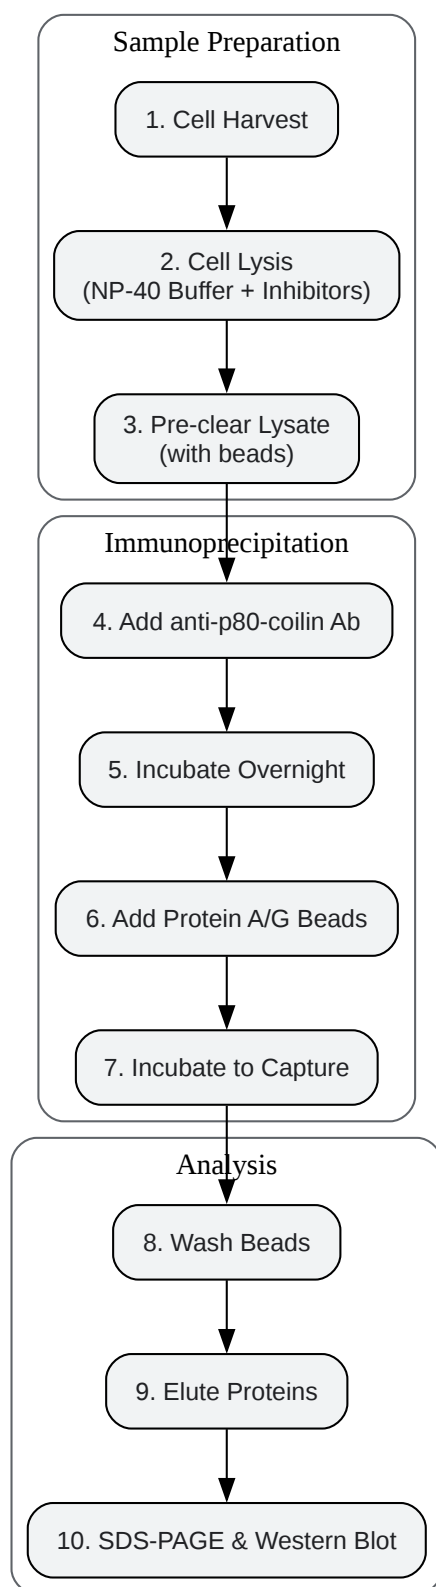 Sample Preparation
1. Cell Harvest
2. Cell Lysis
(NP-40 Buffer + Inhibitors)
3. Pre-clear Lysate
(with beads)
Immunoprecipitation
4. Add anti-p80-coilin Ab
5. Incubate Overnight
6. Add Protein A/G Beads
7. Incubate to Capture
Analysis
8. Wash Beads
9. Elute Proteins
10. SDS-PAGE & Western Blot